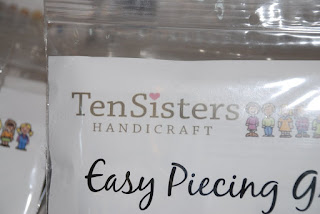 TenSisters
HANDICRAFT
Easy Piecing